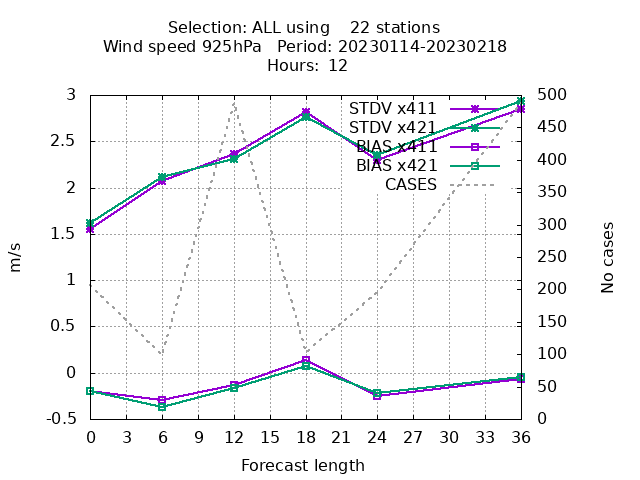 Selection: ALL using    22 stations
Wind speed 925hPa   Period: 20230114-20230218
Hours:  12
3
2.5
2
1.5
1
0.5
0
-0.5
m/s
STDV x411
STDV x421
BIAS x411
BIAS x421
CASES
500
450
400
350
300
250
200
150
100
50
0
No cases
0 3 6 9 12 15 18 21 24 27 30 33 36
Forecast length